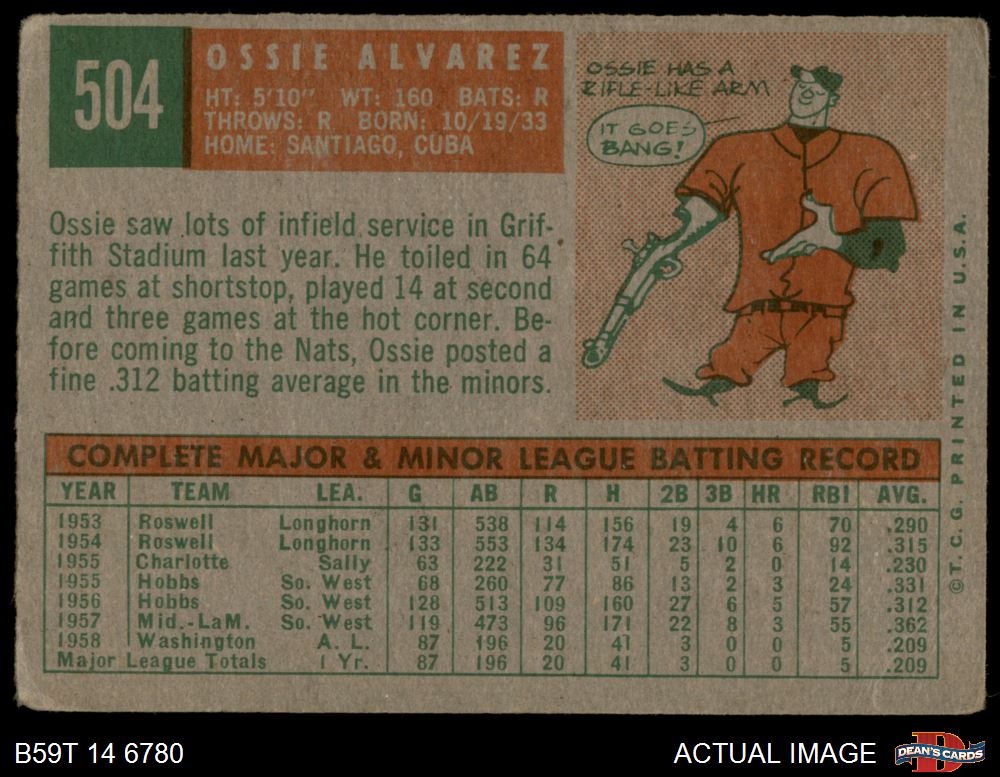 504
OSSIE ALVAREZ
HT: 5'10" WT: 160 BATS: R
THROWS: R BORN: 10/19/33
HOME: SANTIAGO, CUBA
OSSIE HAS A
RIFLE-LIKE ARM
IT GOES
BANG!
Ossie saw lots of infield service in Grif-
fith Stadium last year. He toiled in 64
games at shortstop, played 14 at second
and three games at the hot corner. Be-
fore coming to the Nats, Ossie posted a
fine .312 batting average in the minors.
© T. C. G. PRINTED IN U.S.A.
COMPLETE MAJOR & MINOR LEAGUE BATTING RECORD
YEAR TEAM LEA. G AB R H 2B 3B HR RBI AVG.
1953 Roswell Longhorn 131 538 114 156 19 4 6 70 .290
1954 Roswell Longhorn 133 553 134 174 23 10 6 92 .315
1955 Charlotte Sally 63 222 31 51 5 2 0 14 .230
1955 Hobbs So. West 68 260 77 86 13 2 3 24 .331
1956 Hobbs So. West 128 513 109 160 27 6 5 57 .312
1957 Mid.-LaM. So. West 119 473 96 171 22 8 3 55 .362
1958 Washington A. L. 87 196 20 41 3 0 0 5 .209
Major League Totals 1 Yr. 87 196 20 41 3 0 0 5 .209
B59T 14 6780
ACTUAL IMAGE
DEAN'S CARDS